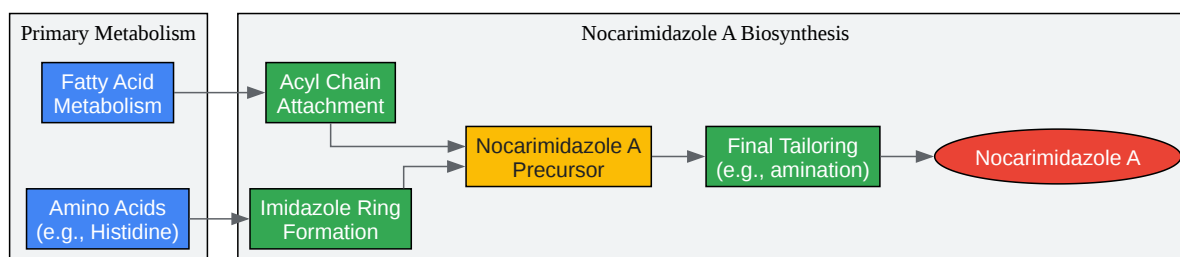 Primary Metabolism
Nocarimidazole A Biosynthesis
Fatty Acid
Metabolism
Acyl Chain
Attachment
Nocarimidazole A
Precursor
Final Tailoring
(e.g., amination)
Nocarimidazole A
Amino Acids
(e.g., Histidine)
Imidazole Ring
Formation